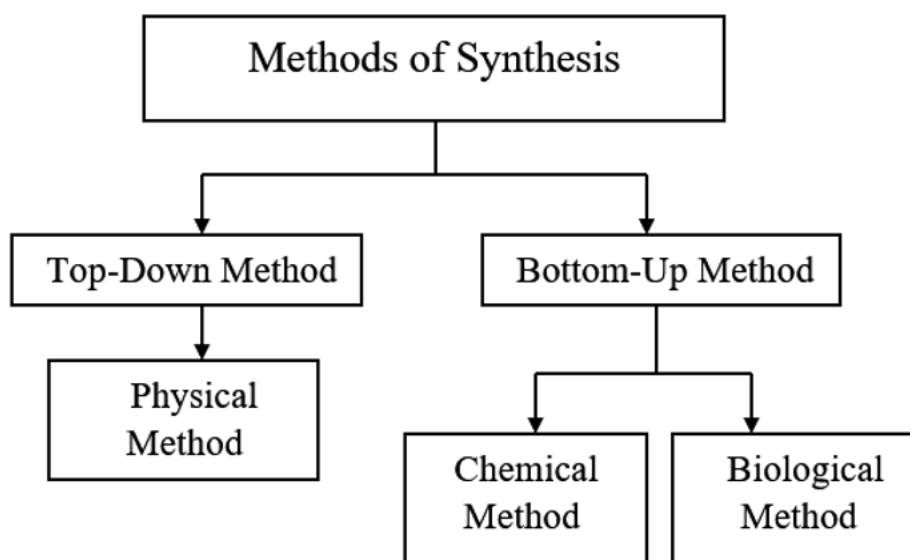 Methods of Synthesis
Top-Down Method
Bottom-Up Method
Physical
Method
Chemical
Method
Biological
Method